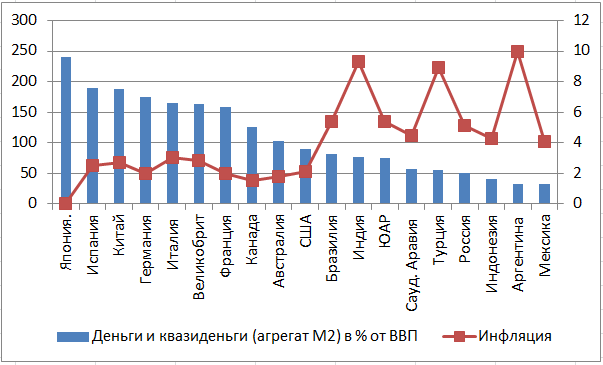 300
250
200
150
100
50
0
12
10
8
6
4
2
0
Япония.
Испания
Китай
Германия
Италия
Великобрит
Франция
Канада
Австралия
США
Бразилия
Индия
ЮАР
Сауд. Аравия
Турция
Россия
Индонезия
Аргентина
Мексика
Деньги и квазиденьги (агрегат М2) в % от ВВП
Инфляция